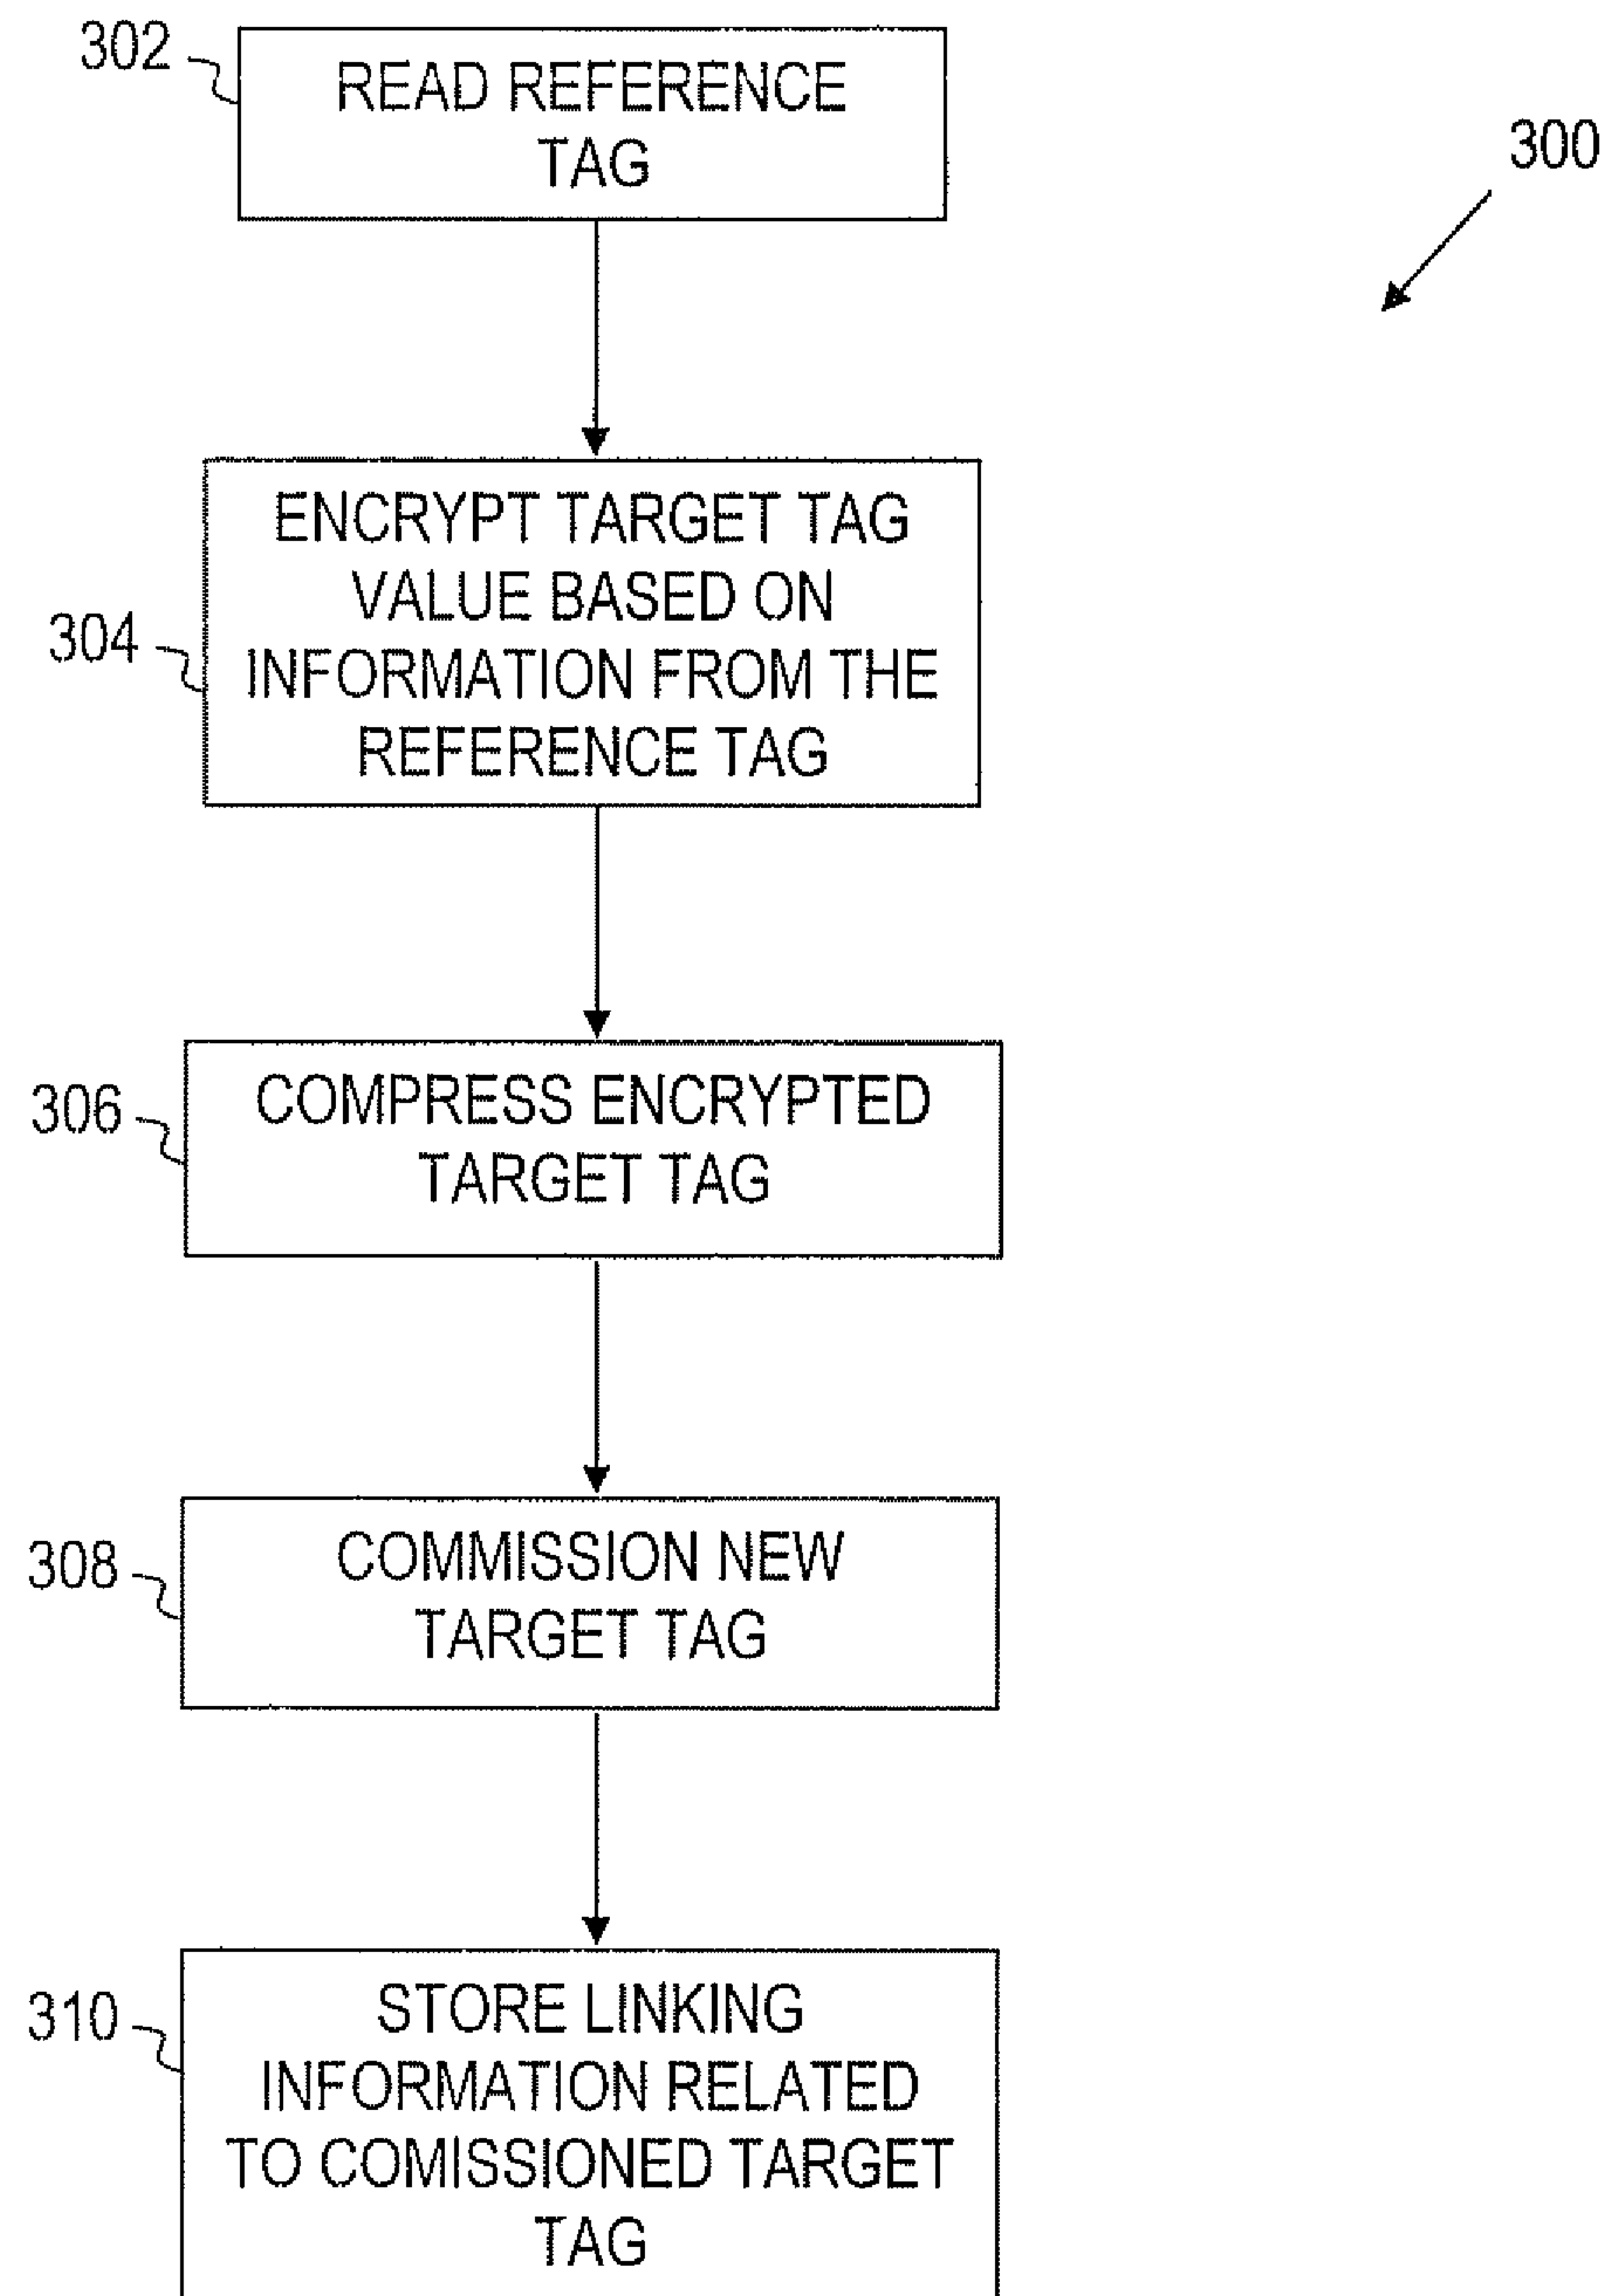 302
READ REFERENCE
TAG
300
304
ENCRYPT TARGET TAG
VALUE BASED ON
INFORMATION FROM THE
REFERENCE TAG
306
COMPRESS ENCRYPTED
TARGET TAG
308
COMMISSION NEW
TARGET TAG
310
STORE LINKING
INFORMATION RELATED
TO COMISSIONED TARGET
TAG